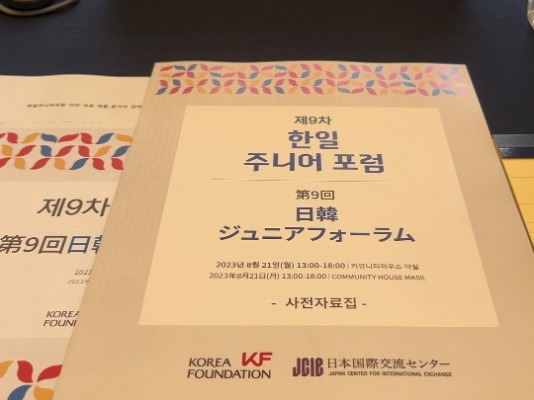 제9차
한일
주니어 포럼
第9回
日韓
ジュニアフォーラム
2023년 8월 21일(월) 13:00-18:00 | 커뮤니티하우스 마실
2023年8月21日(月) 13:00-18:00 | COMMUNITY HOUSE MASIL
- 사전자료집 -
KOREA KF
FOUNDATION
JCIE 日本国際交流センター
JAPAN CENTER FOR INTERNATIONAL EXCHANGE
제9차
第9回日韓
KOREA
FOUN